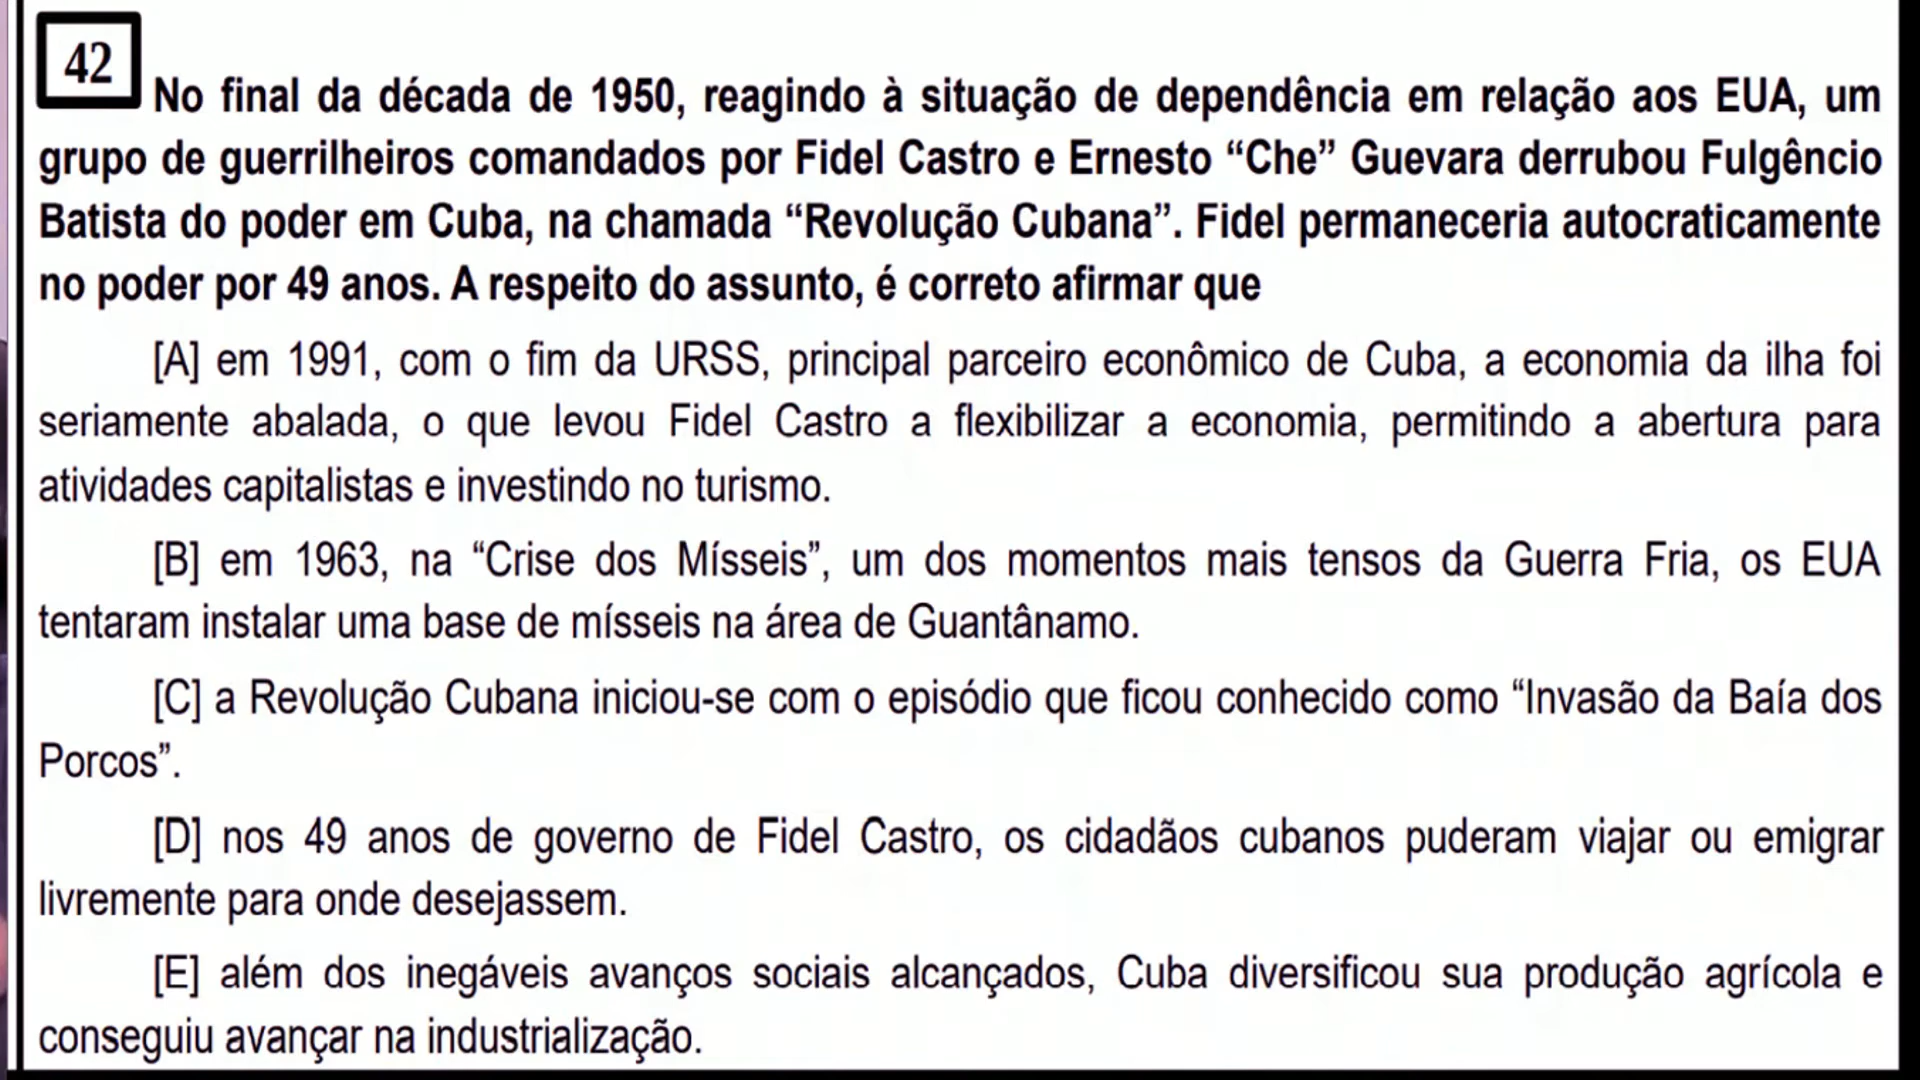 42
No final da década de 1950, reagindo à situação de dependência em relação aos EUA, um
grupo de guerrilheiros comandados por Fidel Castro e Ernesto “Che” Guevara derrubou Fulgêncio
Batista do poder em Cuba, na chamada “Revolução Cubana”. Fidel permaneceria autocraticamente
no poder por 49 anos. A respeito do assunto, é correto afirmar que
[A] em 1991, com o fim da URSS, principal parceiro econômico de Cuba, a economia da ilha foi
seriamente abalada, o que levou Fidel Castro a flexibilizar a economia, permitindo a abertura para
atividades capitalistas e investindo no turismo.
[B] em 1963, na “Crise dos Mísseis”, um dos momentos mais tensos da Guerra Fria, os EUA
tentaram instalar uma base de mísseis na área de Guantânamo.
[C] a Revolução Cubana iniciou-se com o episódio que ficou conhecido como “Invasão da Baía dos
Porcos”.
[D] nos 49 anos de governo de Fidel Castro, os cidadãos cubanos puderam viajar ou emigrar
livremente para onde desejassem.
[E] além dos inegáveis avanços sociais alcançados, Cuba diversificou sua produção agrícola e
conseguiu avançar na industrialização.